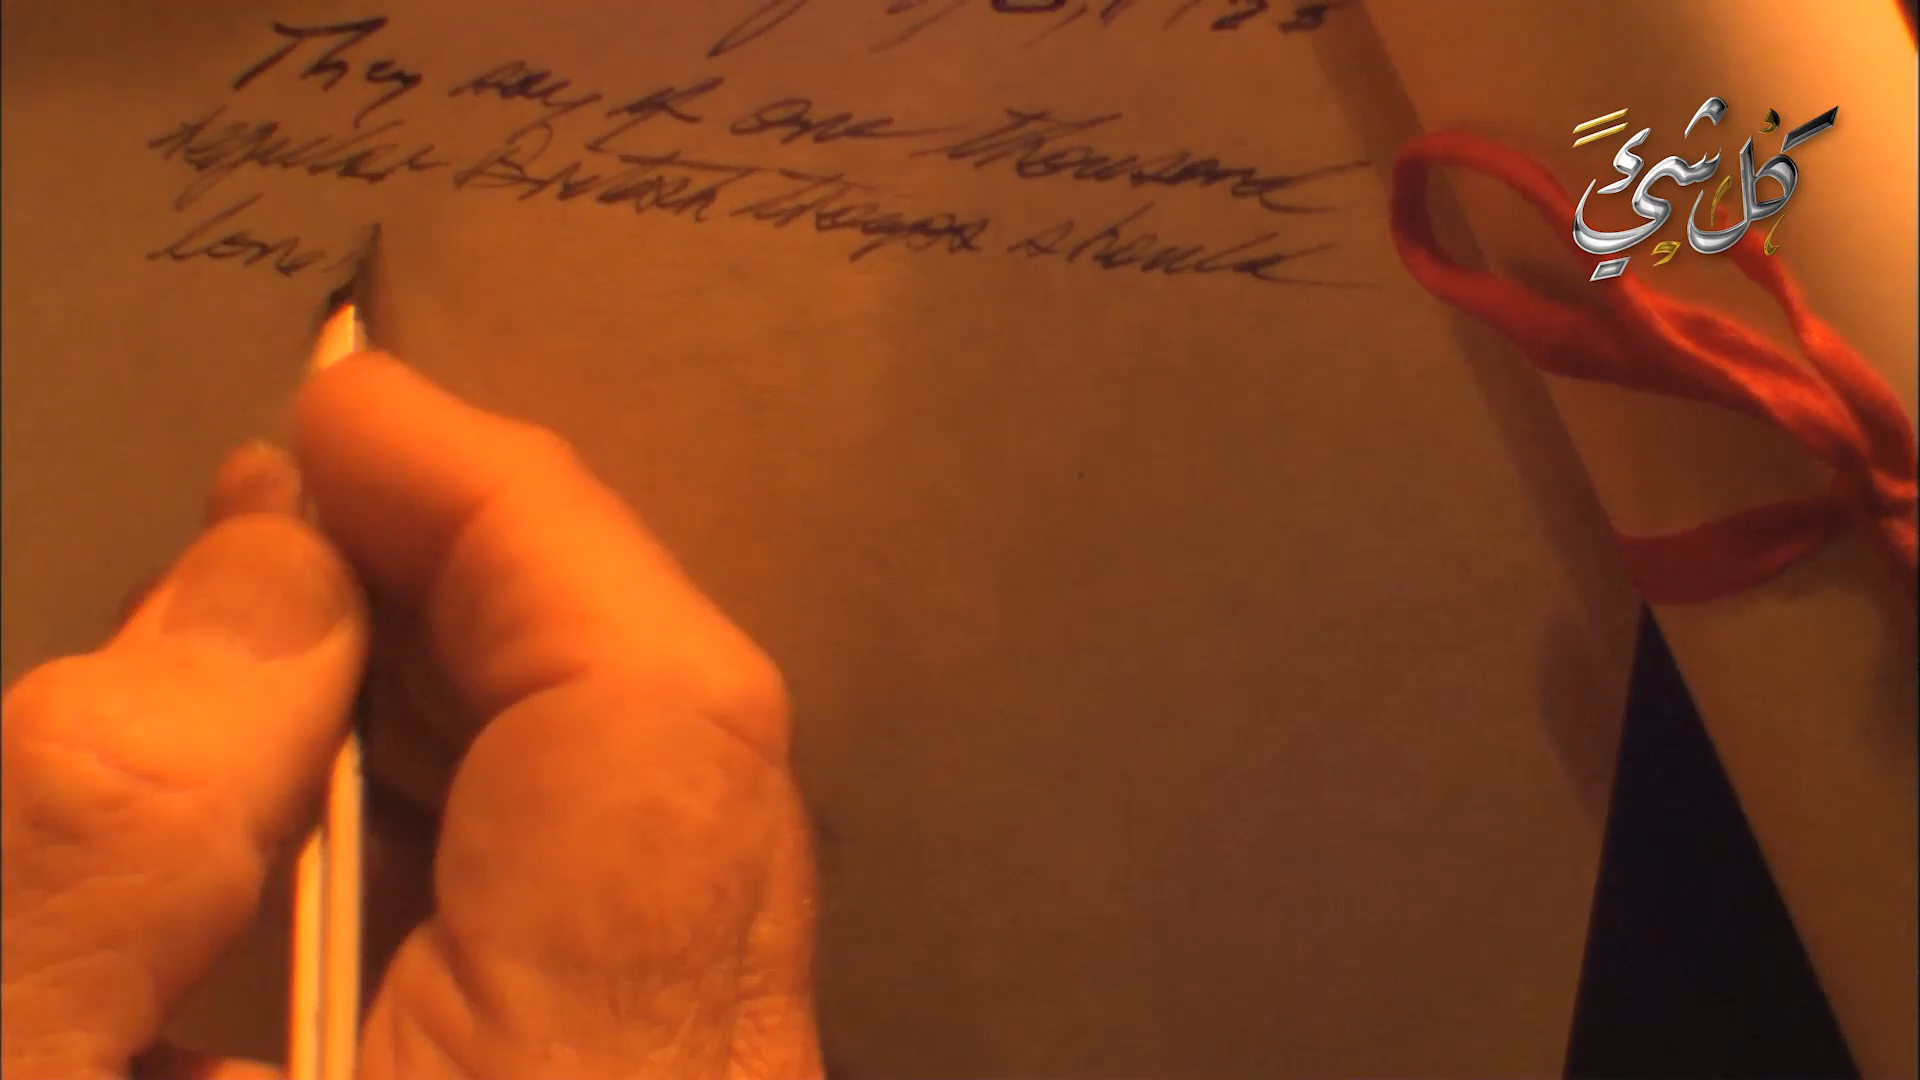 They say if one thousand
regular British troops should
كل شيء